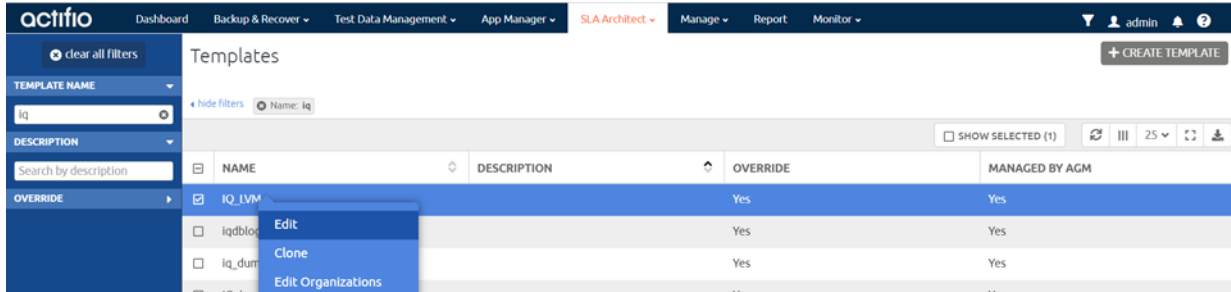 actifio Dashboard Backup & Recover Test Data Management App Manager SLA Architect Manage Report Monitor admin
clear all filters
Templates
+ CREATE TEMPLATE
TEMPLATE NAME
iq
hide filters Name: iq
DESCRIPTION
SHOW SELECTED (1) 25
Search by description
NAME DESCRIPTION OVERRIDE MANAGED BY AGM
OVERRIDE
IQ_LVM Yes Yes
Edit
iqdblog Yes Yes
Clone
iq_dum Yes Yes
Edit Organizations